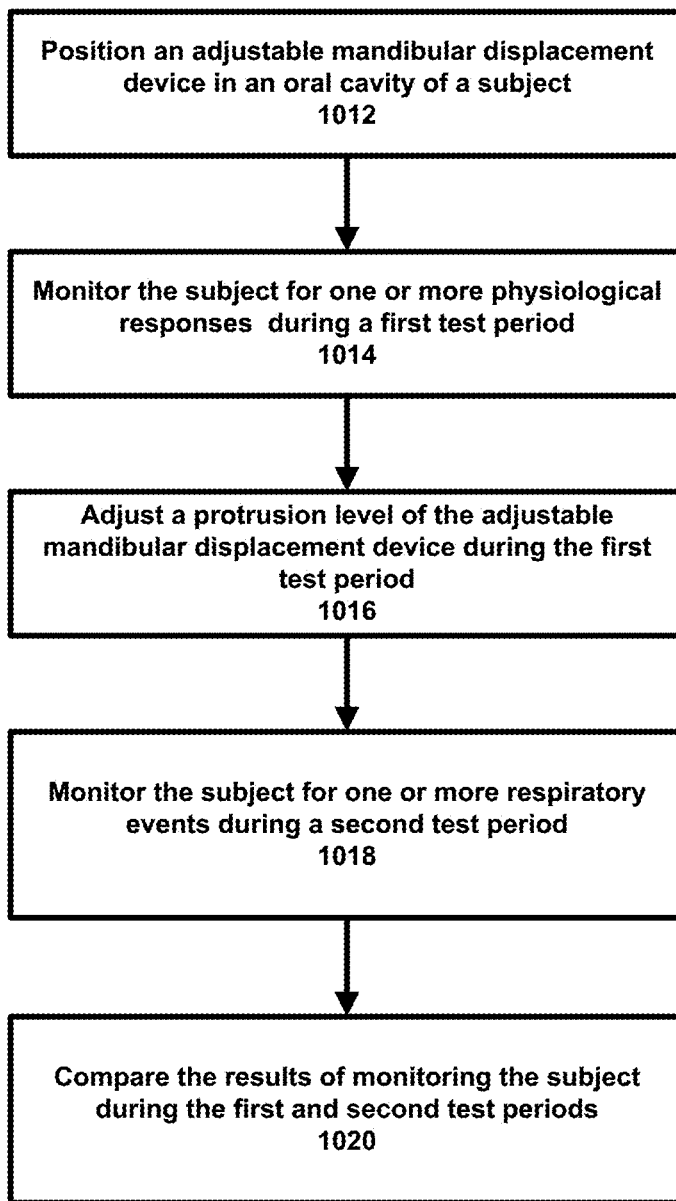 Position an adjustable mandibular displacement
device in an oral cavity of a subject
1012
Monitor the subject for one or more physiological
responses during a first test period
1014
Adjust a protrusion level of the adjustable
mandibular displacement device during the first
test period
1016
Monitor the subject for one or more respiratory
events during a second test period
1018
Compare the results of monitoring the subject
during the first and second test periods
1020